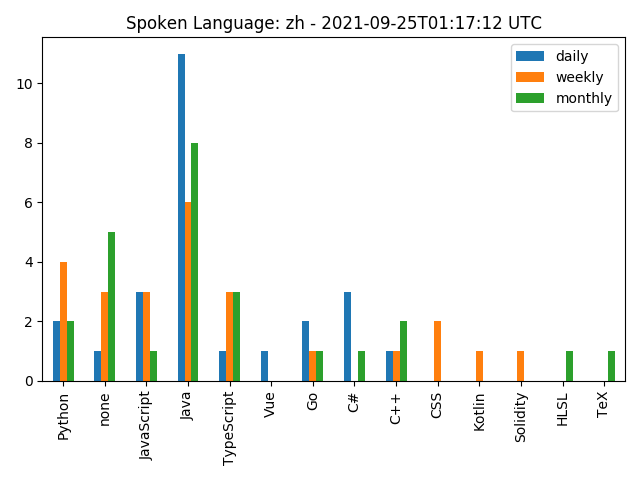 Spoken Language: zh - 2021-09-25T01:17:12 UTC
daily
weekly
monthly
10
8
6
4
2
0
Python
none
JavaScript
Java
TypeScript
Vue
Go
C#
C++
CSS
Kotlin
Solidity
HLSL
TeX